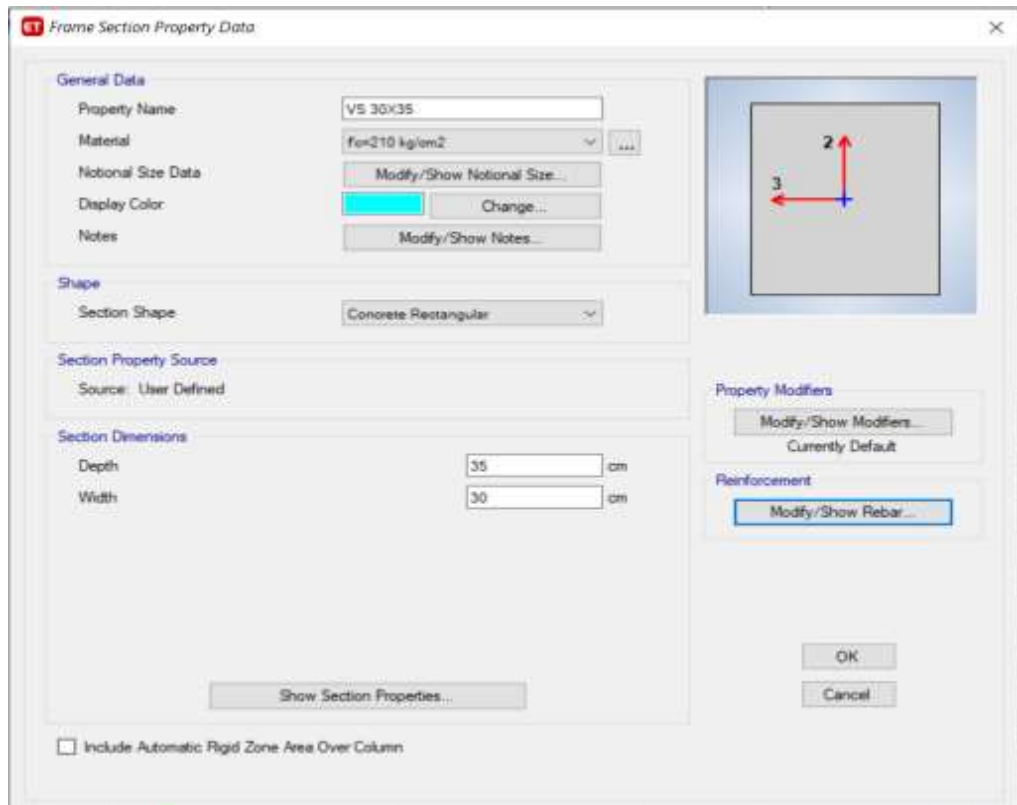 ET Frame Section Property Data
General Data
Property Name VS 30X35
Material f'c=210 kg/cm2 ...
Notional Size Data Modify/Show Notional Size...
Display Color Change...
Notes Modify/Show Notes...
Shape
Section Shape Concrete Rectangular
Section Property Source
Source: User Defined
Section Dimensions
Depth 35 cm
Width 30 cm
Show Section Properties...
Include Automatic Rigid Zone Area Over Column
2
3
Property Modifiers
Modify/Show Modifiers...
Currently Default
Reinforcement
Modify/Show Rebar...
OK
Cancel